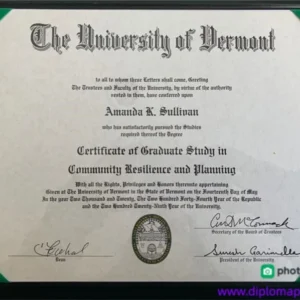 The University of Vermont
to all to whom these Letters shall come, Greeting
The Trustees and Faculty of the University, by virtue of the authority
vested in them, have conferred upon
Amanda K. Sullivan
who has satisfactorily pursued the Studies
required thereof the Degree
Certificate of Graduate Study in
Community Resilience and Planning
With all the Rights, Privileges and Honors thereunto appertaining
Given at The University of Vermont in the State of Vermont on the Fourteenth Day of May
In the year Two Thousand and Twenty, The Two Hundred Forty-Fourth Year of the Republic
and the Two Hundred Twenty-Ninth Year of the University.
Secretary of the Board of Trustees
Dean
President of the University
photo
www.diplomap